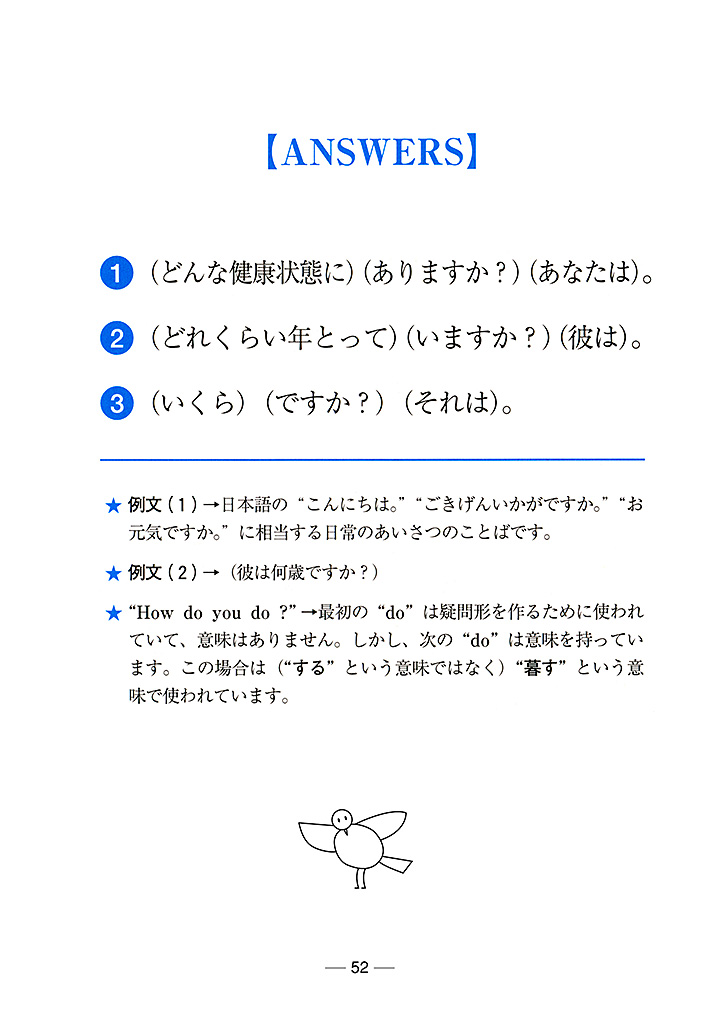 【ANSWERS】
1 (どんな健康状態に)(ありますか?)(あなたは)。
2 (どれくらい年とって)(いますか?)(彼は)。
3 (いくら) (ですか?) (それは)。
★ 例文(1)→日本語の“こんにちは。”“ごきげんいかがですか。”“お
元気ですか。”に相当する日常のあいさつのことばです。
★ 例文(2)→(彼は何歳ですか?)
★ “How do you do ?”→最初の“do”は疑問形を作るために使われ
ていて、意味はありません。しかし、次の“do”は意味を持ってい
ます。この場合は(“する”という意味ではなく)“暮す”という意
味で使われています。
— 52 —